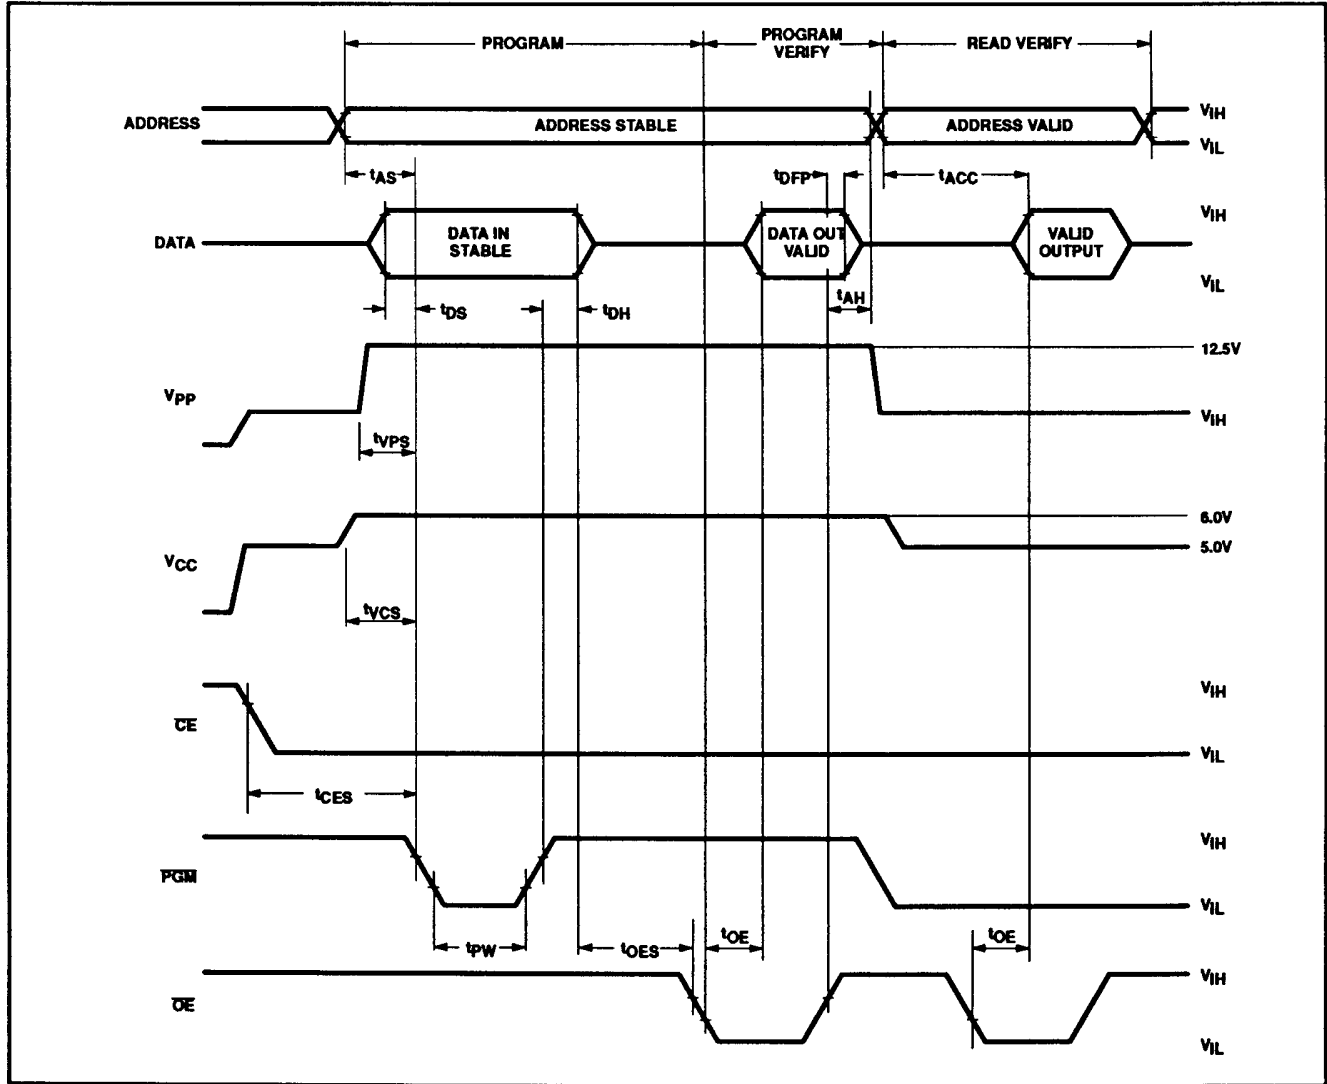 PROGRAM
PROGRAM
VERIFY
READ VERIFY
ADDRESS
ADDRESS STABLE
ADDRESS VALID
VIH
VIL
tAS
tDFP
tACC
DATA
DATA IN
STABLE
DATA OUT
VALID
VALID
OUTPUT
VIH
VIL
tDS
tDH
tAH
VPP
12.5V
VIH
tVPS
VCC
6.0V
5.0V
tVCS
CE
VIH
VIL
tCES
PGM
VIH
VIL
tPW
tOES
tOE
tOE
OE
VIH
VIL